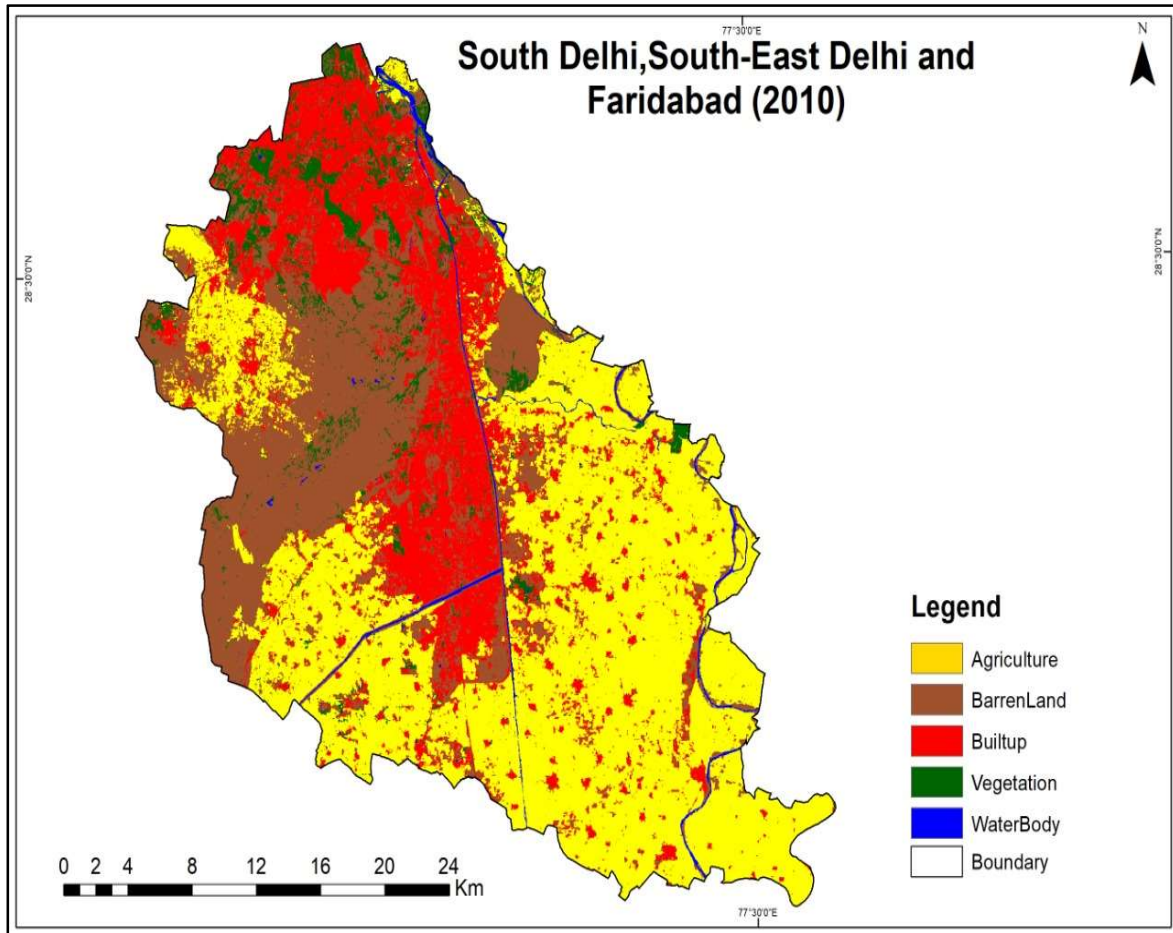 77°30'0"E
N
South Delhi,South-East Delhi and
Faridabad (2010)
28°30'0"N
28°30'0"N
Legend
Agriculture
BarrenLand
Builtup
Vegetation
WaterBody
Boundary
0 2 4 8 12 16 20 24
Km
77°30'0"E